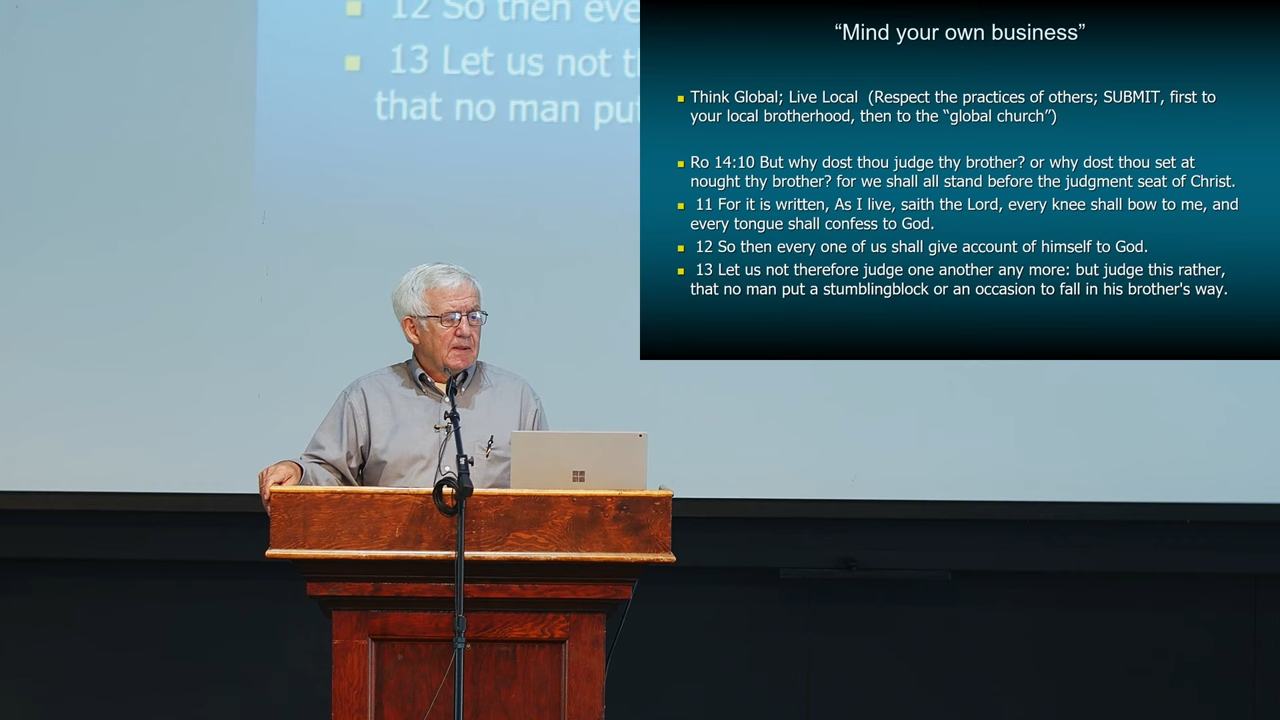 12 So then eve
13 Let us not t
that no man pu
“Mind your own business”
Think Global; Live Local (Respect the practices of others; SUBMIT, first to
your local brotherhood, then to the “global church”)
Ro 14:10 But why dost thou judge thy brother? or why dost thou set at
nought thy brother? for we shall all stand before the judgment seat of Christ.
11 For it is written, As I live, saith the Lord, every knee shall bow to me, and
every tongue shall confess to God.
12 So then every one of us shall give account of himself to God.
13 Let us not therefore judge one another any more: but judge this rather,
that no man put a stumblingblock or an occasion to fall in his brother's way.